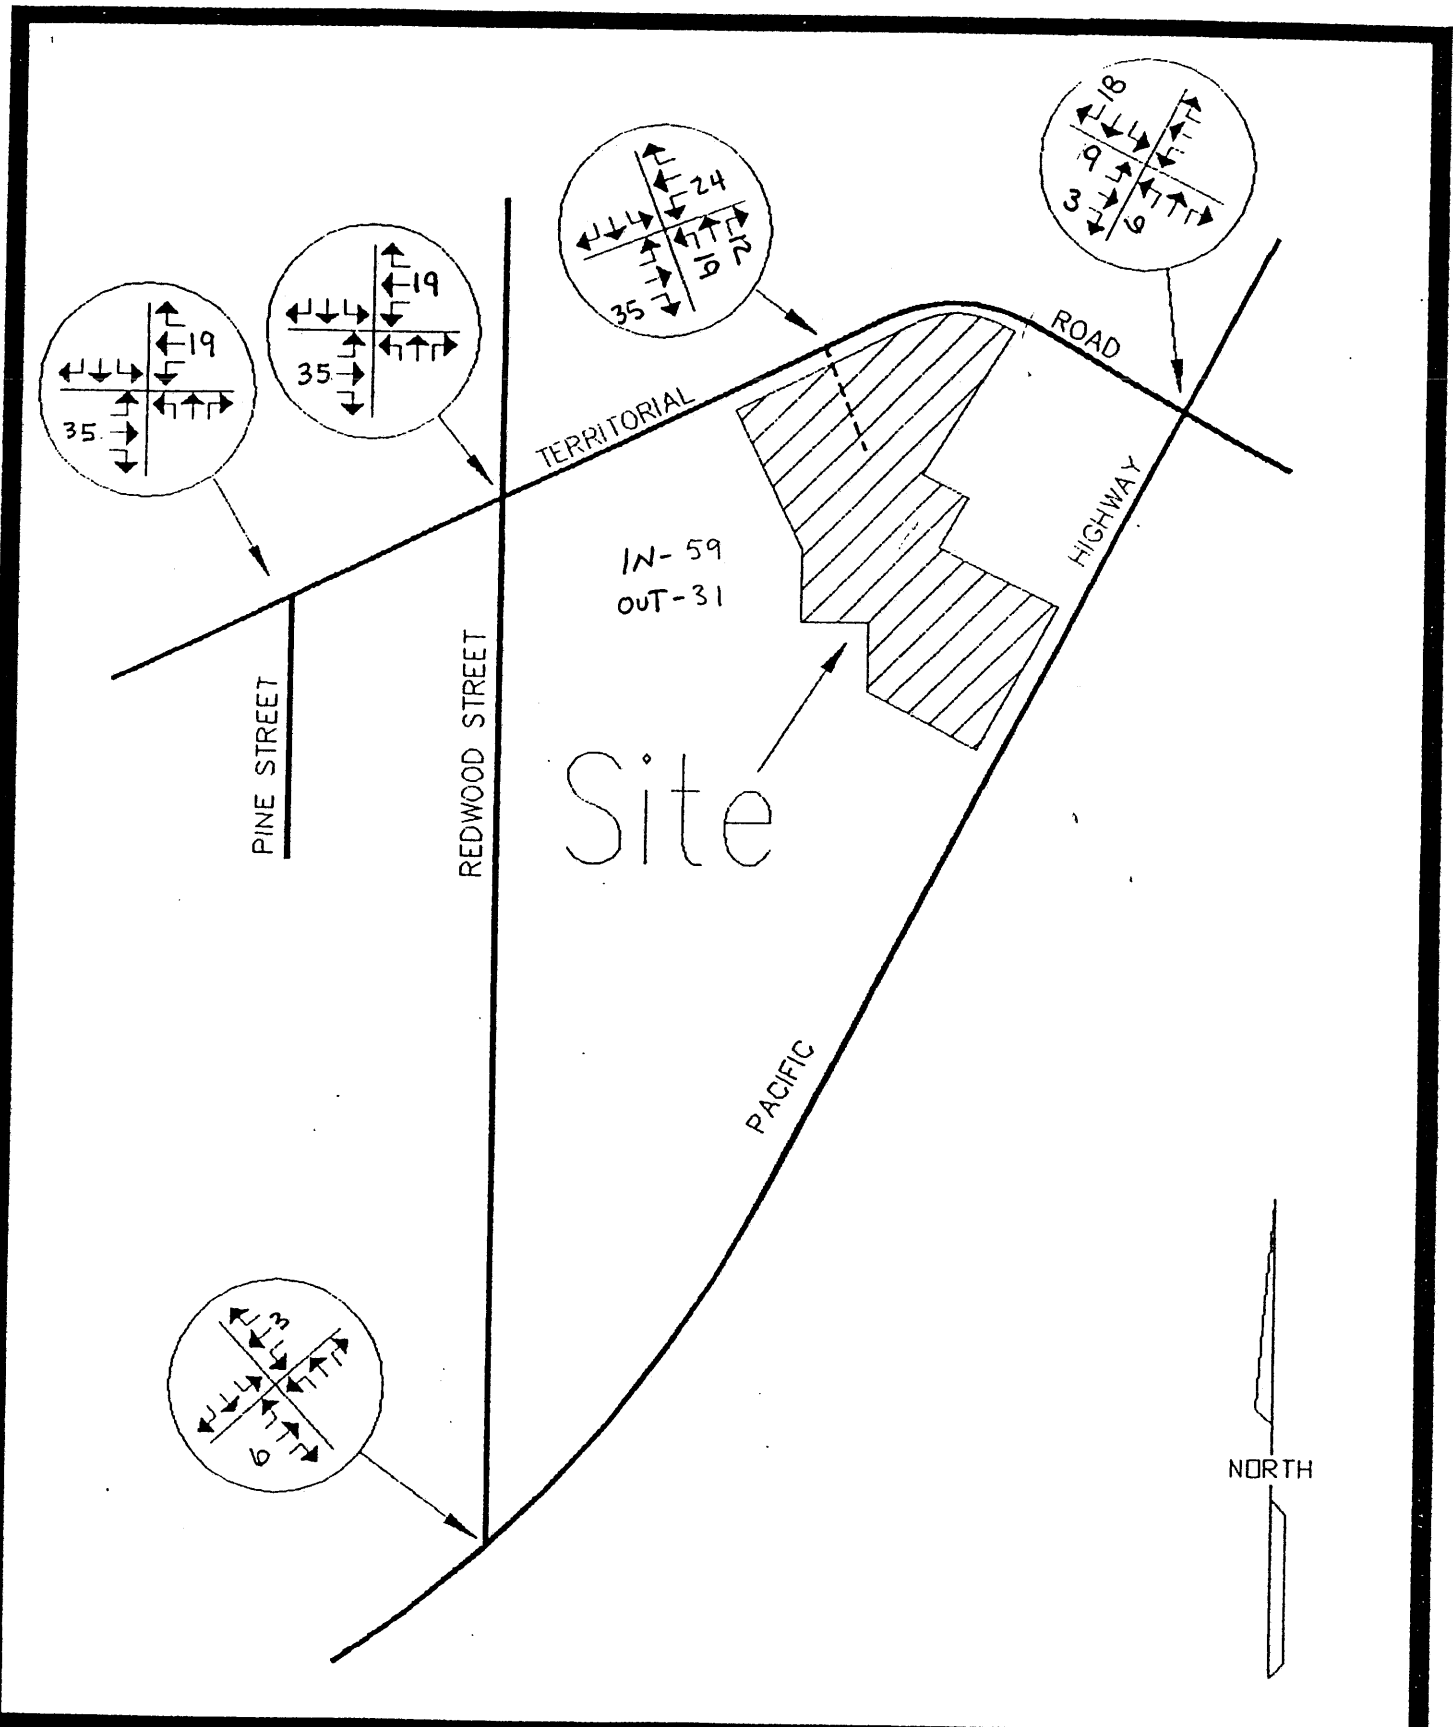 18
9
3
6
24
19
12
35
19
35
19
35
ROAD
TERRITORIAL
HIGHWAY
IN - 59
OUT - 31
PINE STREET
REDWOOD STREET
Site
PACIFIC
3
6
NORTH